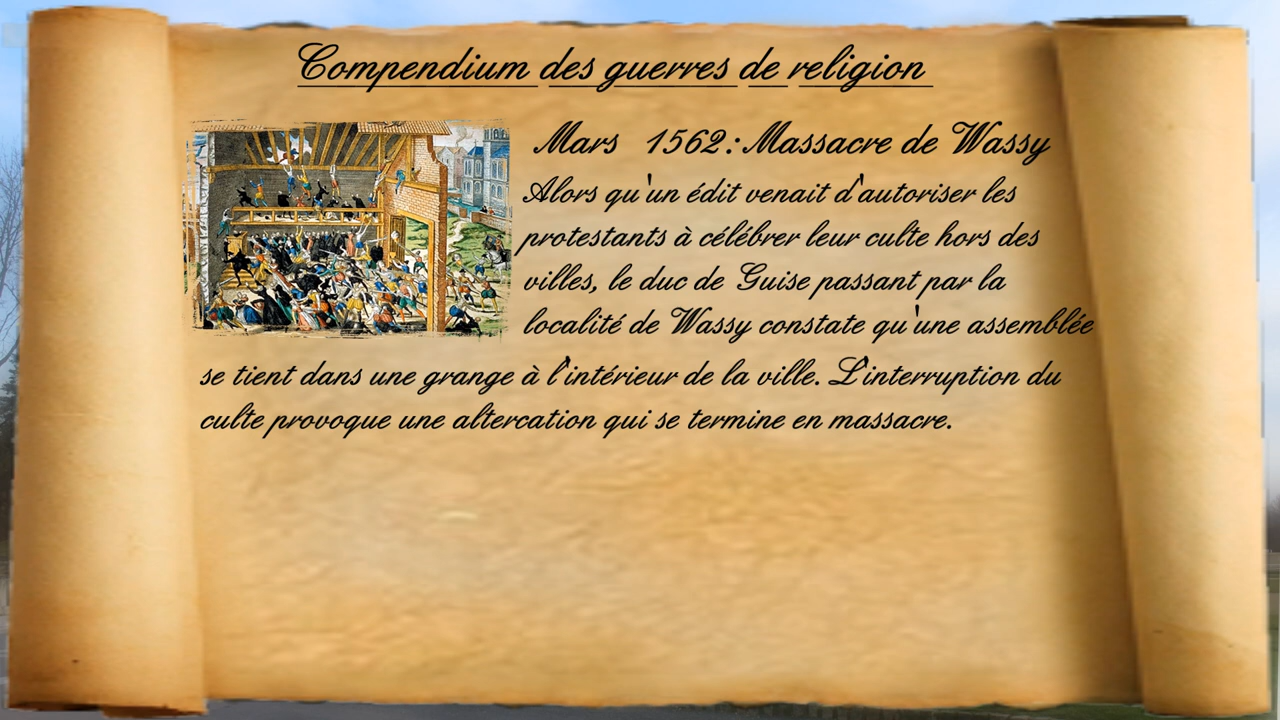 Compendium des guerres de religion
Mars 1562: Massacre de Wassy
Alors qu'un édit venait d'autoriser les
protestants à célébrer leur culte hors des
villes, le duc de Guise passant par la
localité de Wassy constate qu'une assemblée
se tient dans une grange à l'intérieur de la ville. L'interruption du
culte provoque une altercation qui se termine en massacre.